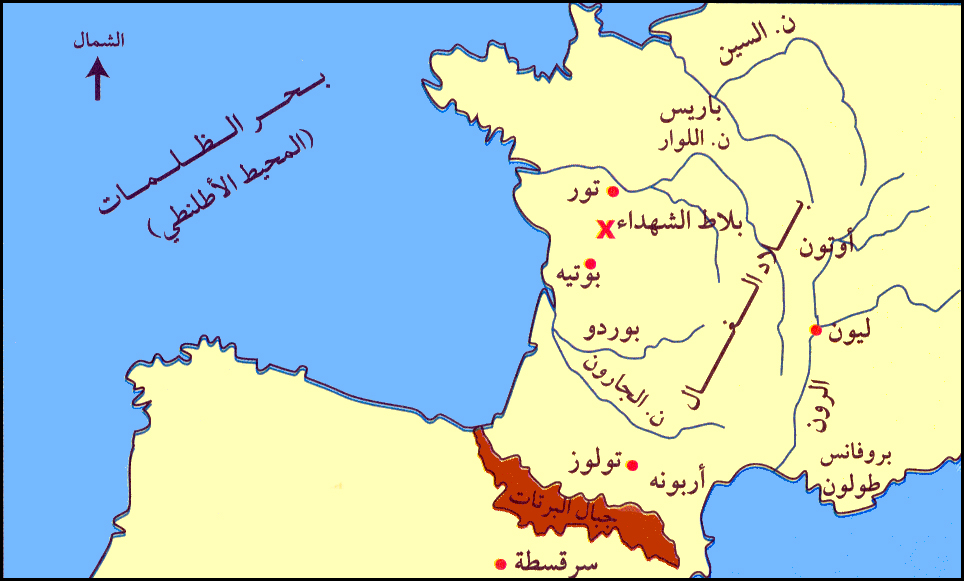 الشمال
ن. السين
بحر الظلمات
(المحيط الأطلنطي)
باريس
ن. اللوار
تور
بلاط الشهداء
X
أوتون
بوتيه
بلاد الغال
بوردو
ليون
ن. الجارون
الرون
بروفانس
طولون
تولوز
أربونه
جبال البرتات
سرقسطة